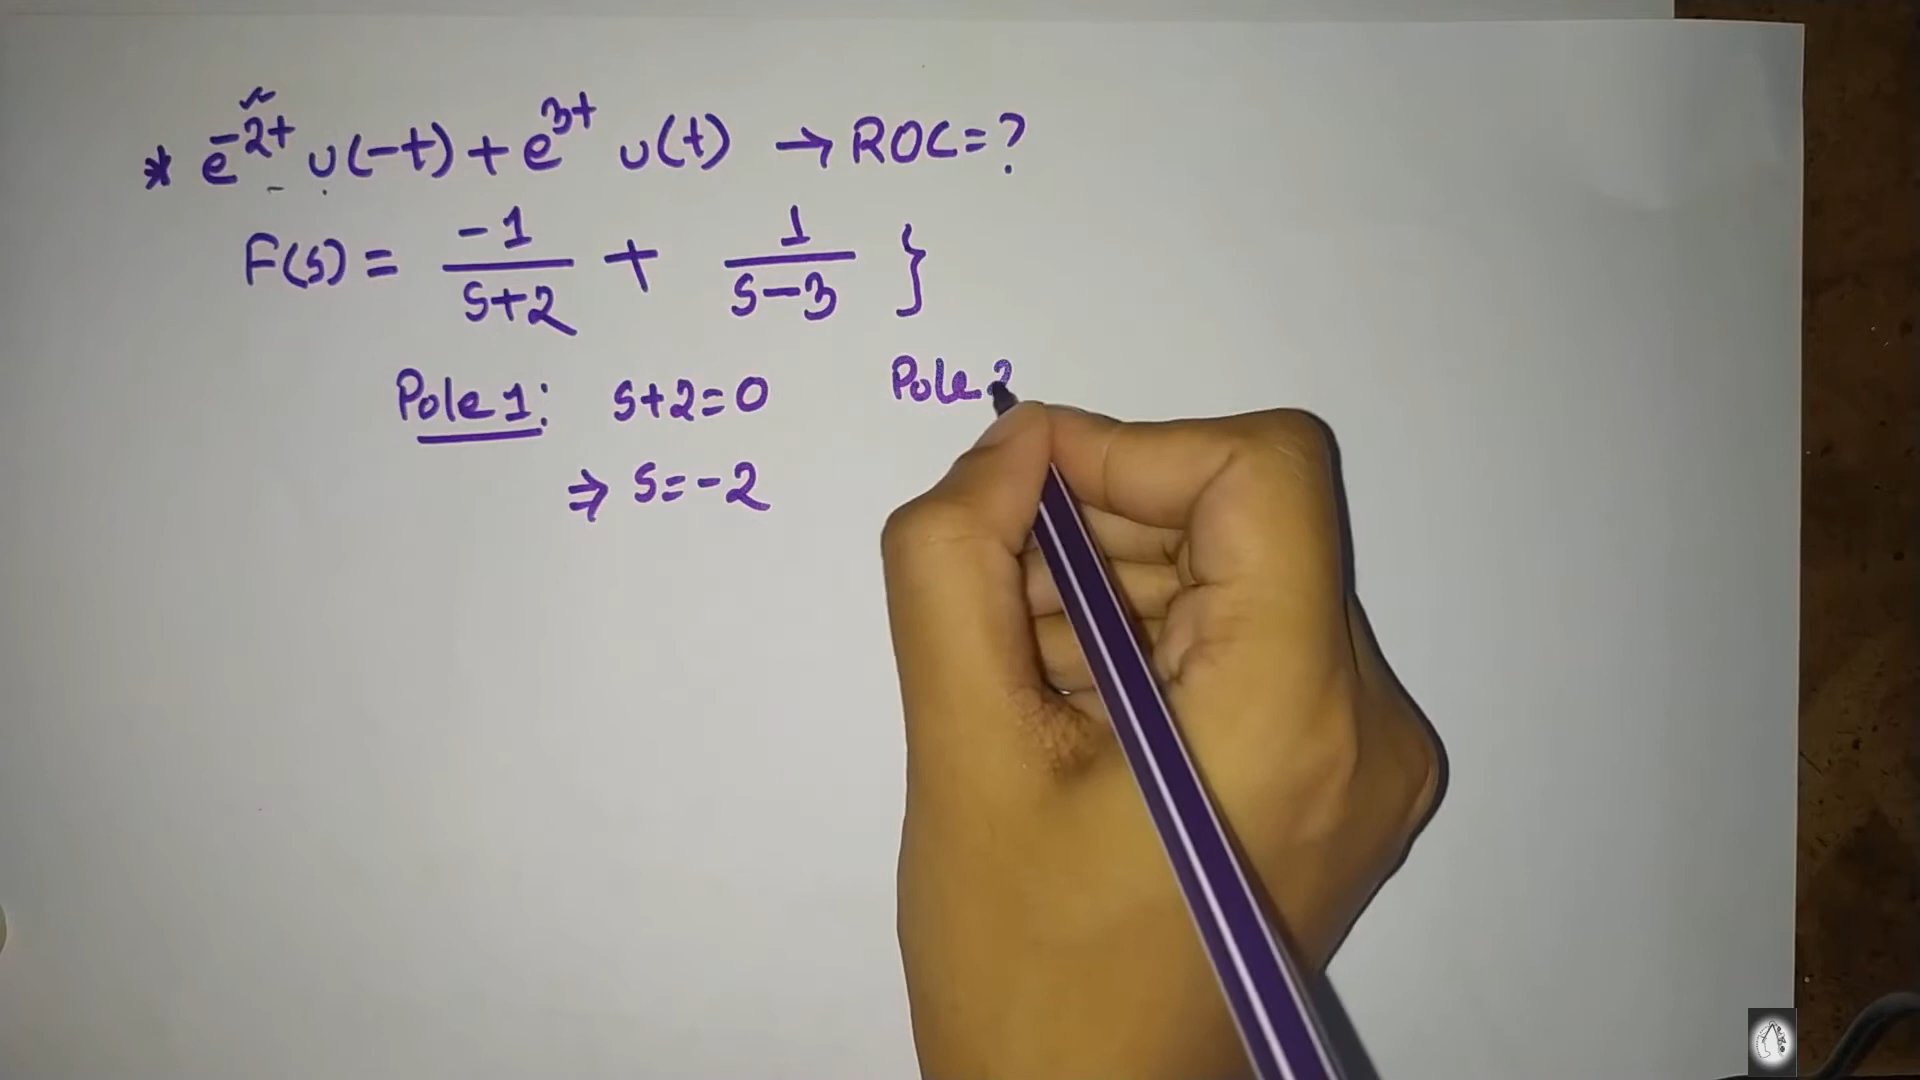 * e^-2t u(-t) + e^3t u(t) → ROC = ?
F(s) = -1/s+2 + 1/s-3 }
Pole 1: s+2=0 Pole 2
⇒ s=-2